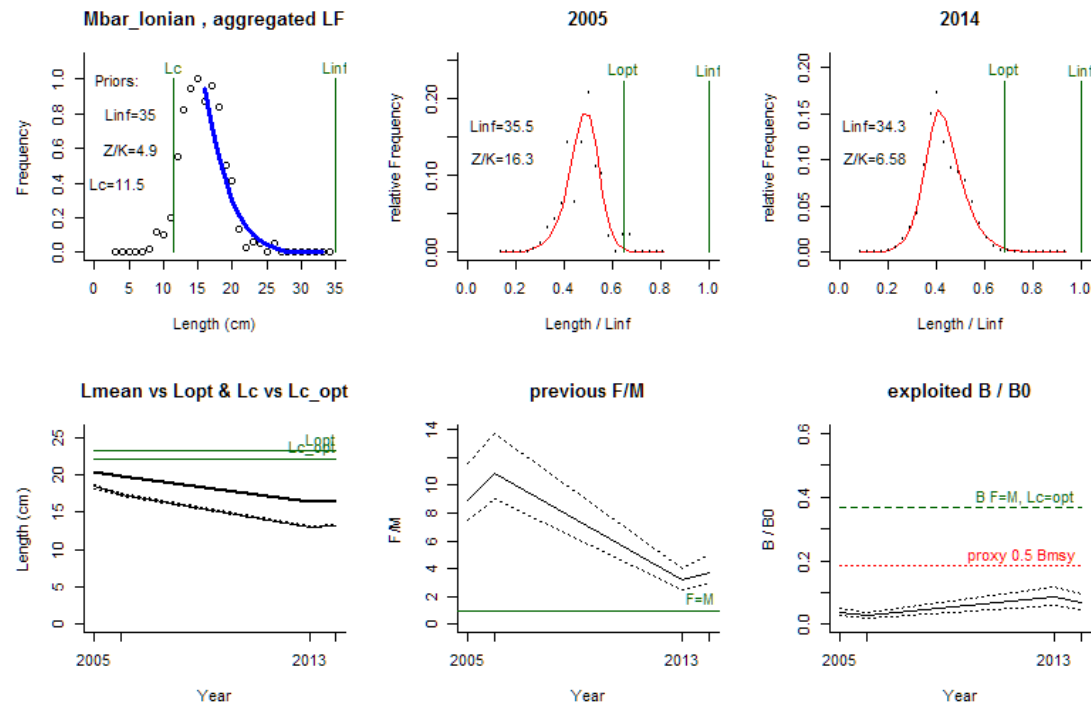 Mbar_Ionian , aggregated LF
Frequency
0.0 0.2 0.4 0.6 0.8 1.0
Priors:
Linf=35
Z/K=4.9
Lc=11.5
Lc
Linf
0 5 10 15 20 25 30 35
Length (cm)
2005
relative Frequency
0.00 0.10 0.20
Linf=35.5
Z/K=16.3
Lopt
Linf
0.0 0.2 0.4 0.6 0.8 1.0
Length / Linf
2014
relative Frequency
0.00 0.05 0.10 0.15 0.20
Linf=34.3
Z/K=6.58
Lopt
Linf
0.0 0.2 0.4 0.6 0.8 1.0
Length / Linf
Lmean vs Lopt & Lc vs Lc_opt
Length (cm)
0 5 10 15 20 25
Lopt
Lc_opt
2005 2013
Year
previous F/M
F/M
0 2 4 6 8 10 14
F=M
2005 2013
Year
exploited B / B0
B / B0
0.0 0.2 0.4 0.6
B F=M, Lc=opt
proxy 0.5 Bmsy
2005 2013
Year